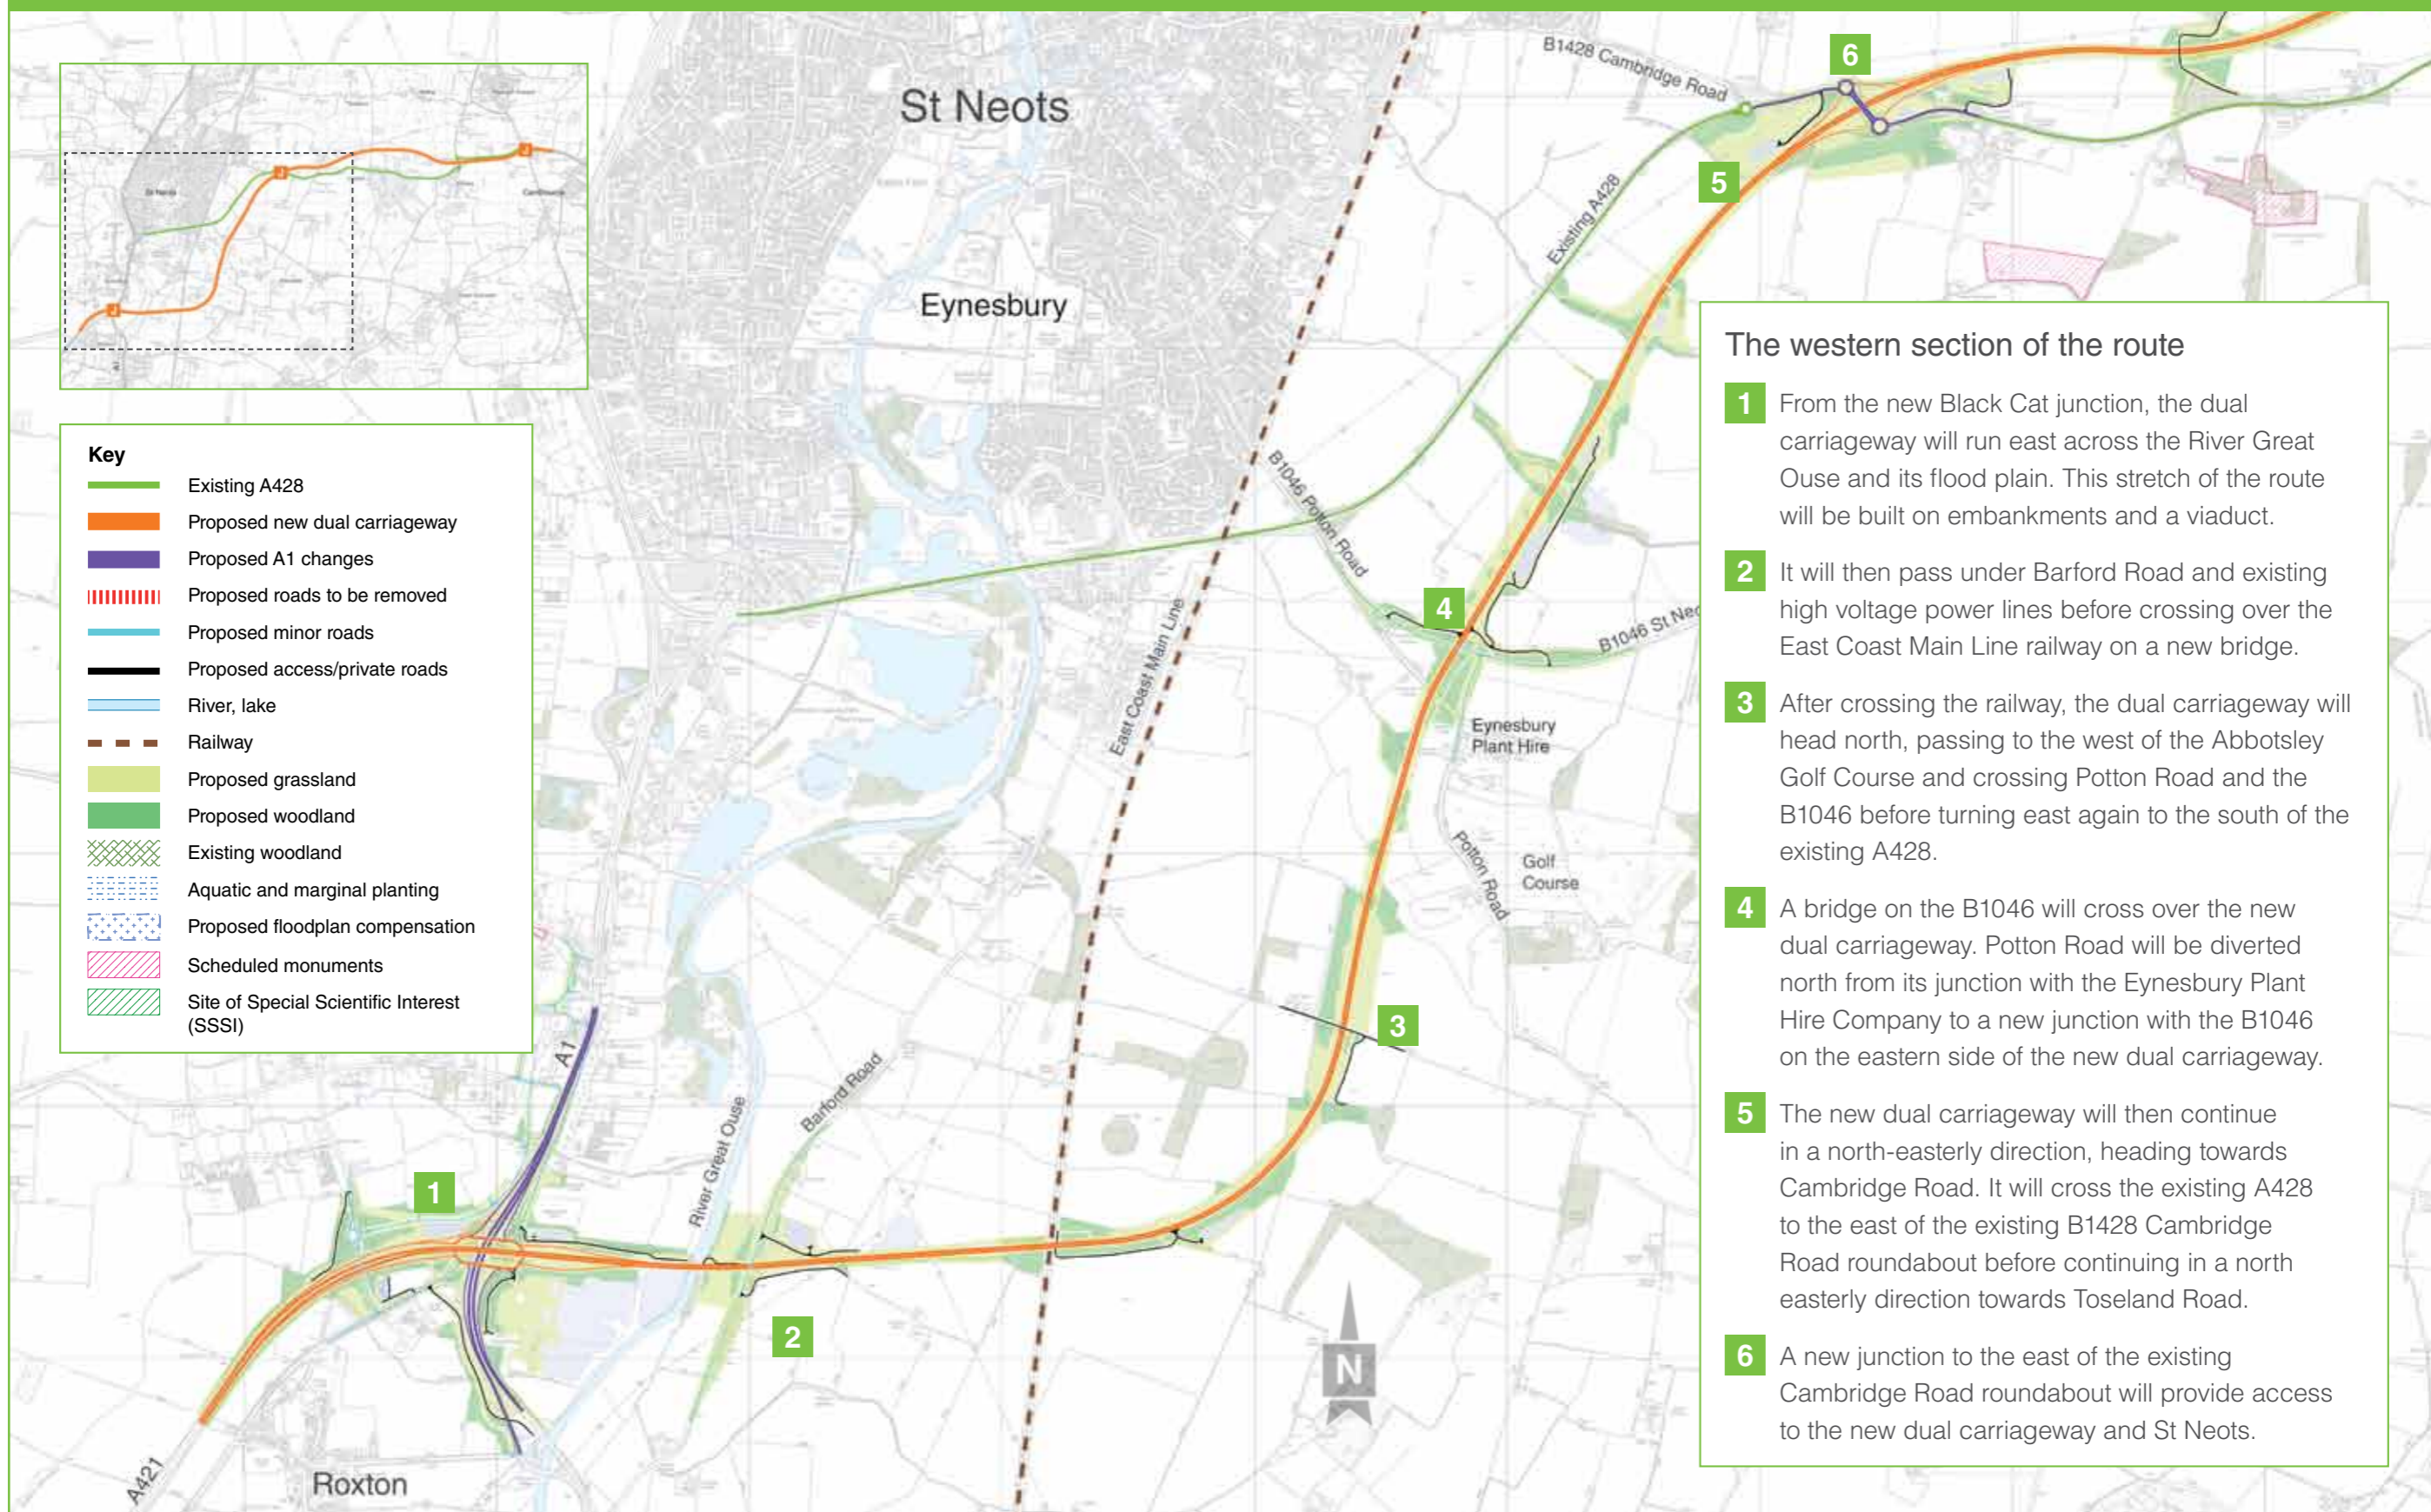 St Neots
Eynesbury
B1428 Cambridge Road
Existing A428
B1046 Potton Road
B1046 St Neo
East Coast Main Line
Eynesbury
Plant Hire
Potton Road
Golf
Course
A1
Barford Road
River Great Ouse
A421
Roxton
N
1
2
3
4
5
6
St Neots
Cambourne
J
J
J
A1
Key
Existing A428
Proposed new dual carriageway
Proposed A1 changes
Proposed roads to be removed
Proposed minor roads
Proposed access/private roads
River, lake
Railway
Proposed grassland
Proposed woodland
Existing woodland
Aquatic and marginal planting
Proposed floodplan compensation
Scheduled monuments
Site of Special Scientific Interest
(SSSI)
The western section of the route
1 From the new Black Cat junction, the dual
carriageway will run east across the River Great
Ouse and its flood plain. This stretch of the route
will be built on embankments and a viaduct.
2 It will then pass under Barford Road and existing
high voltage power lines before crossing over the
East Coast Main Line railway on a new bridge.
3 After crossing the railway, the dual carriageway will
head north, passing to the west of the Abbotsley
Golf Course and crossing Potton Road and the
B1046 before turning east again to the south of the
existing A428.
4 A bridge on the B1046 will cross over the new
dual carriageway. Potton Road will be diverted
north from its junction with the Eynesbury Plant
Hire Company to a new junction with the B1046
on the eastern side of the new dual carriageway.
5 The new dual carriageway will then continue
in a north-easterly direction, heading towards
Cambridge Road. It will cross the existing A428
to the east of the existing B1428 Cambridge
Road roundabout before continuing in a north
easterly direction towards Toseland Road.
6 A new junction to the east of the existing
Cambridge Road roundabout will provide access
to the new dual carriageway and St Neots.